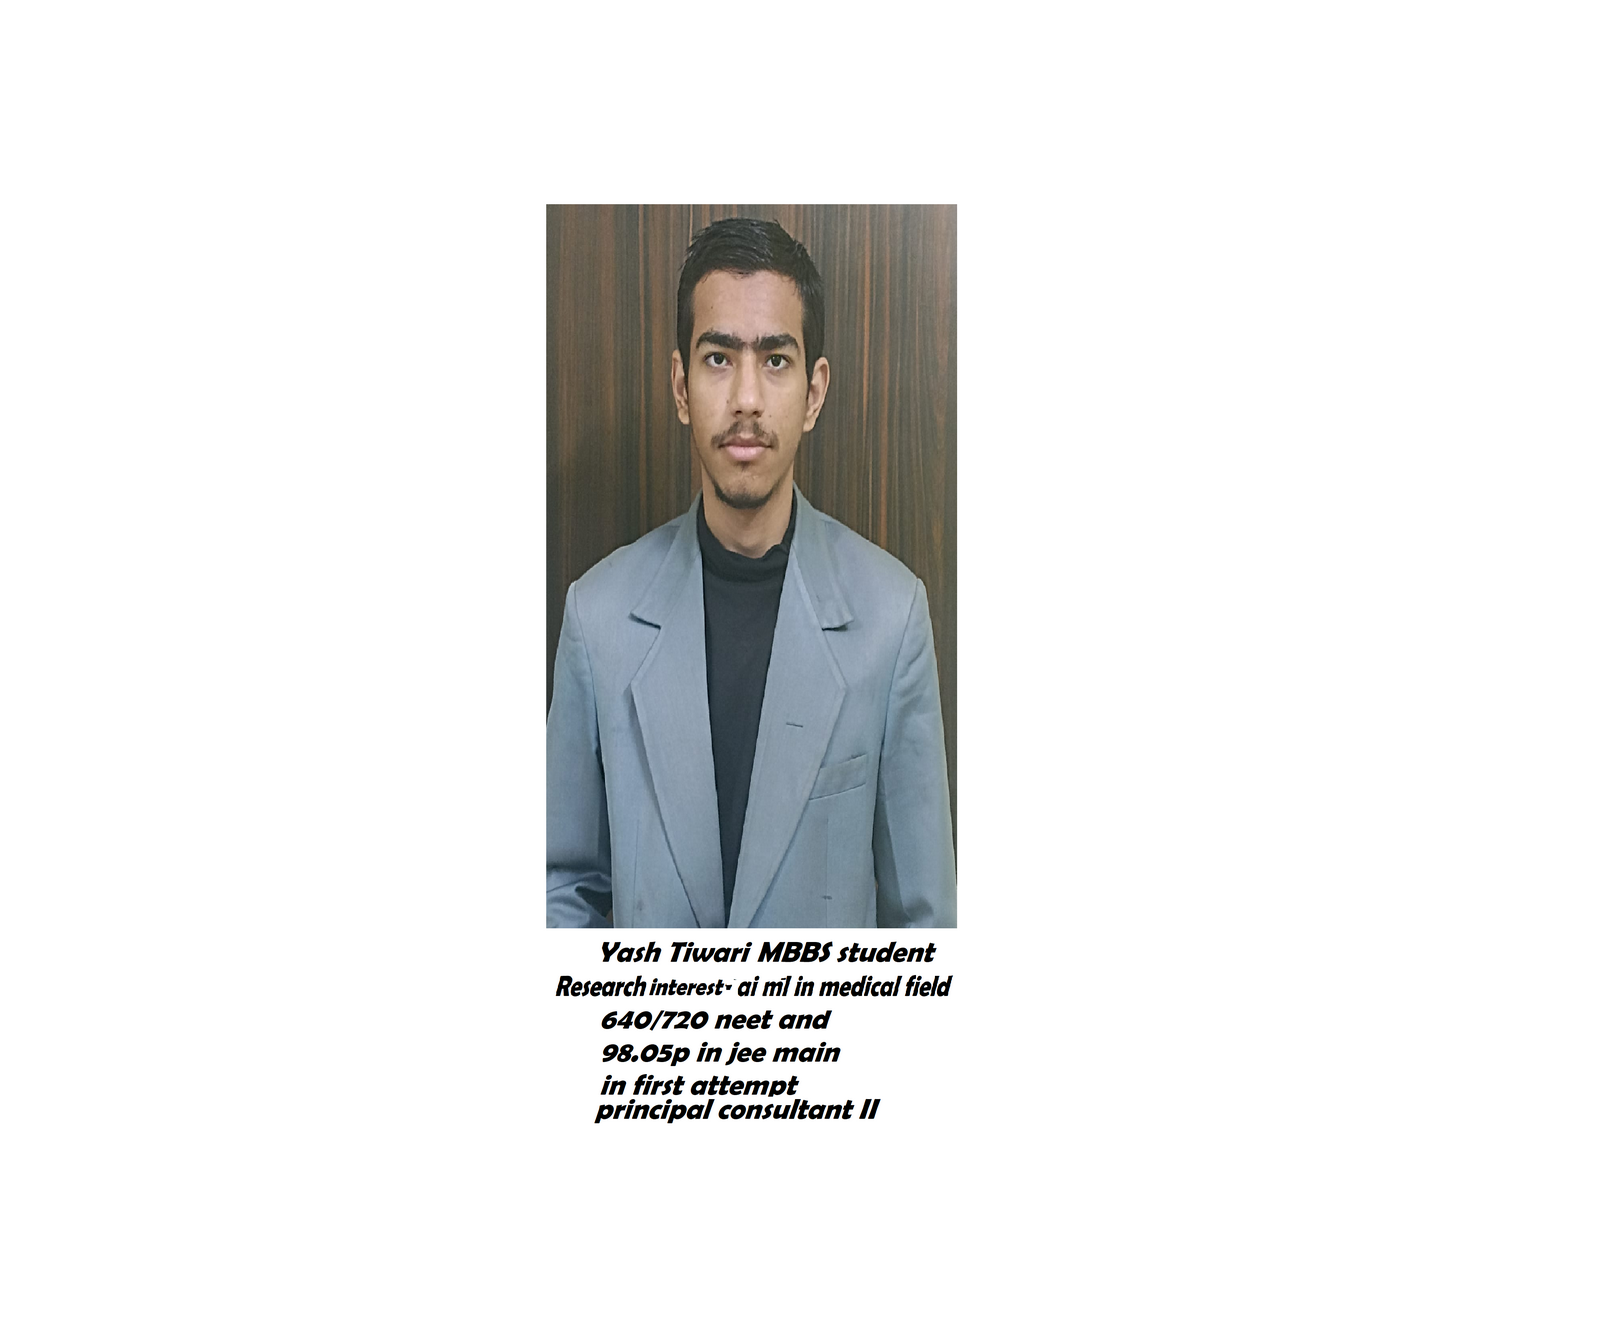 Yash Tiwari MBBS student
Research interest- ai ml in medical field
640/720 neet and
98.05p in jee main
in first attempt
principal consultant II